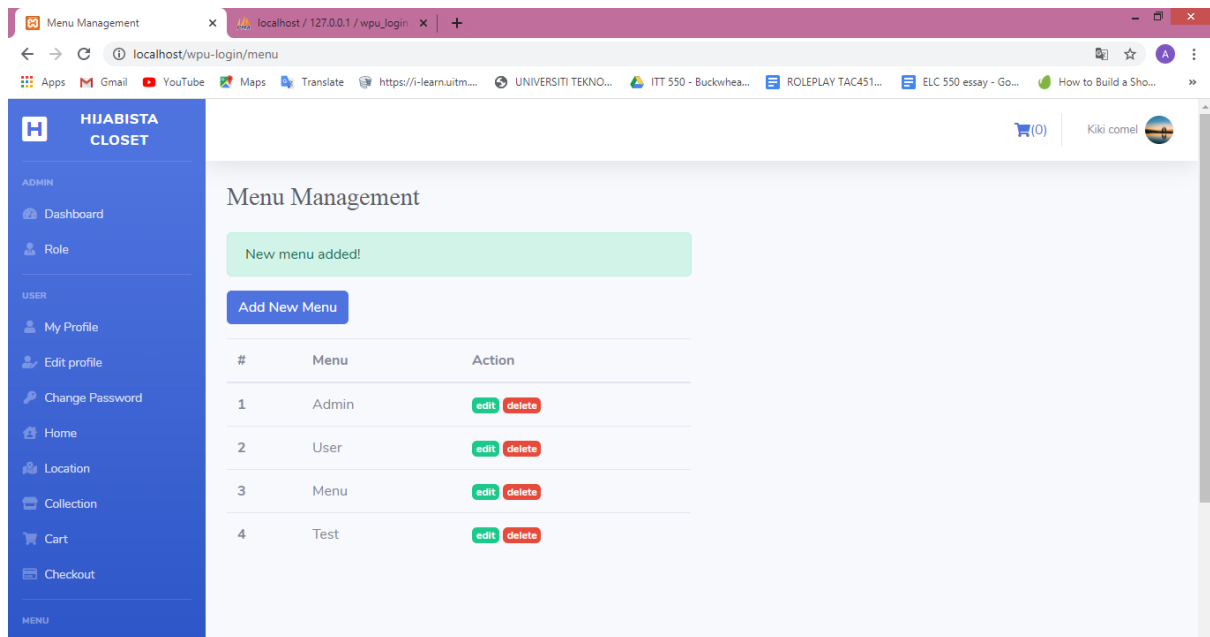 Menu Management
localhost / 127.0.0.1 / wpu_login
localhost/wpu-login/menu
A
Apps
Gmail
YouTube
Maps
Translate
https://i-learn.uitm....
UNIVERSITI TEKNO...
ITT 550 - Buckwhea...
ROLEPLAY TAC451...
ELC 550 essay - Go...
How to Build a Sho...
»
H
HIJABISTA
CLOSET
(0)
Kiki comel
ADMIN
Dashboard
Role
USER
My Profile
Edit profile
Change Password
Home
Location
Collection
Cart
Checkout
MENU
Menu Management
New menu added!
Add New Menu
# Menu Action
1 Admin edit delete
2 User edit delete
3 Menu edit delete
4 Test edit delete